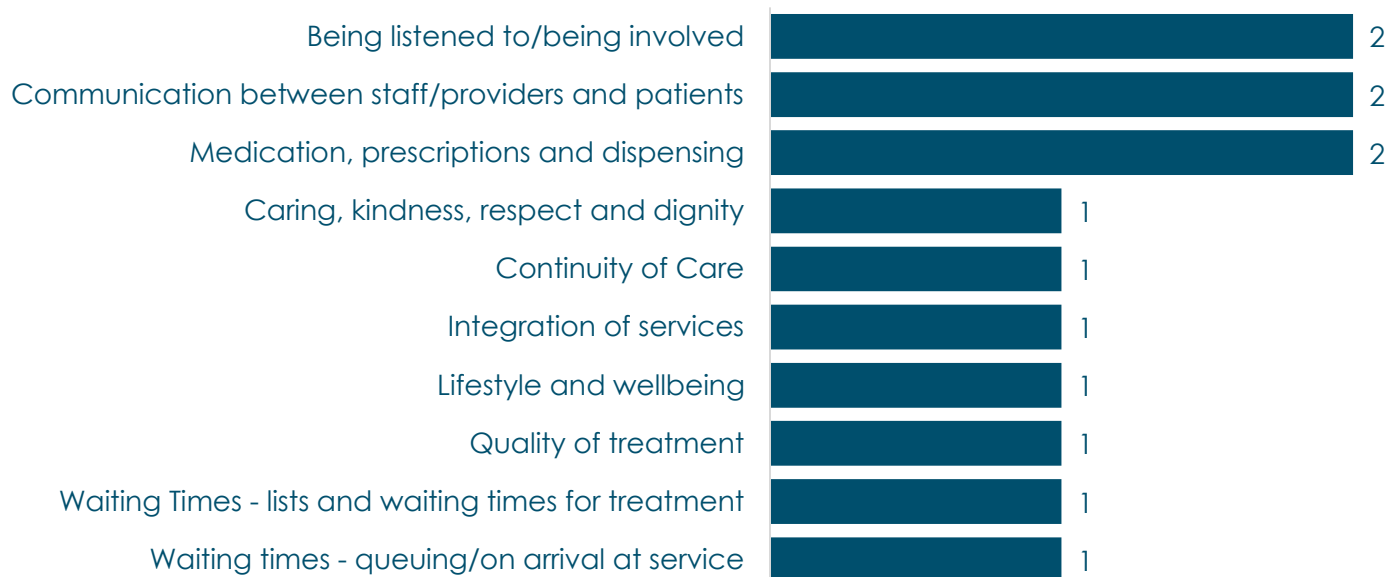 Being listened to/being involved 2
Communication between staff/providers and patients 2
Medication, prescriptions and dispensing 2
Caring, kindness, respect and dignity 1
Continuity of Care 1
Integration of services 1
Lifestyle and wellbeing 1
Quality of treatment 1
Waiting Times - lists and waiting times for treatment 1
Waiting times - queuing/on arrival at service 1